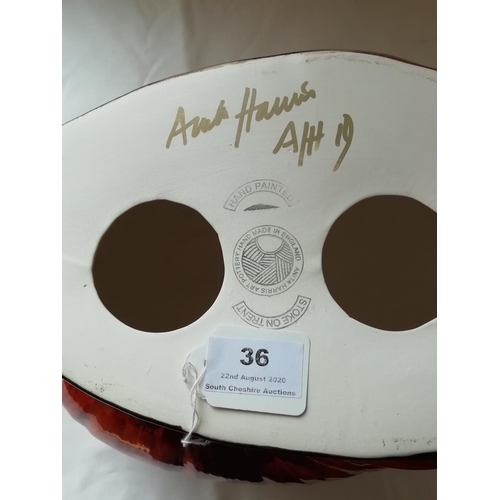 Anita Harris
AH 19
HAND PAINTED
HAND MADE IN ENGLAND
ANITA HARRIS ART POTTERY
STOKE ON TRENT
36
22nd August 2020
South Cheshire Auctions